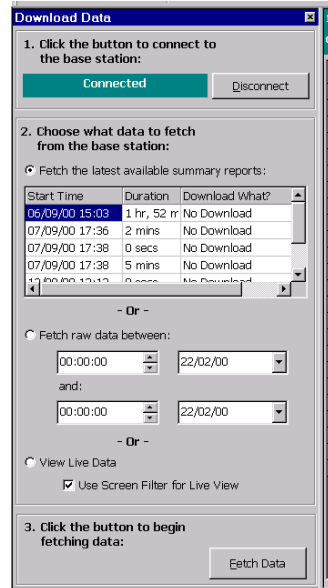 Download Data
1. Click the button to connect to
the base station:
Connected
Disconnect
2. Choose what data to fetch
from the base station:
Fetch the latest available summary reports:
Start Time Duration Download What?
06/09/00 15:03 1 hr, 52 m No Download
07/09/00 17:36 2 mins No Download
07/09/00 17:38 0 secs No Download
07/09/00 17:38 5 mins No Download
No Download
- Or -
Fetch raw data between:
00:00:00 22/02/00
and:
00:00:00 22/02/00
- Or -
View Live Data
Use Screen Filter for Live View
3. Click the button to begin
fetching data:
Fetch Data